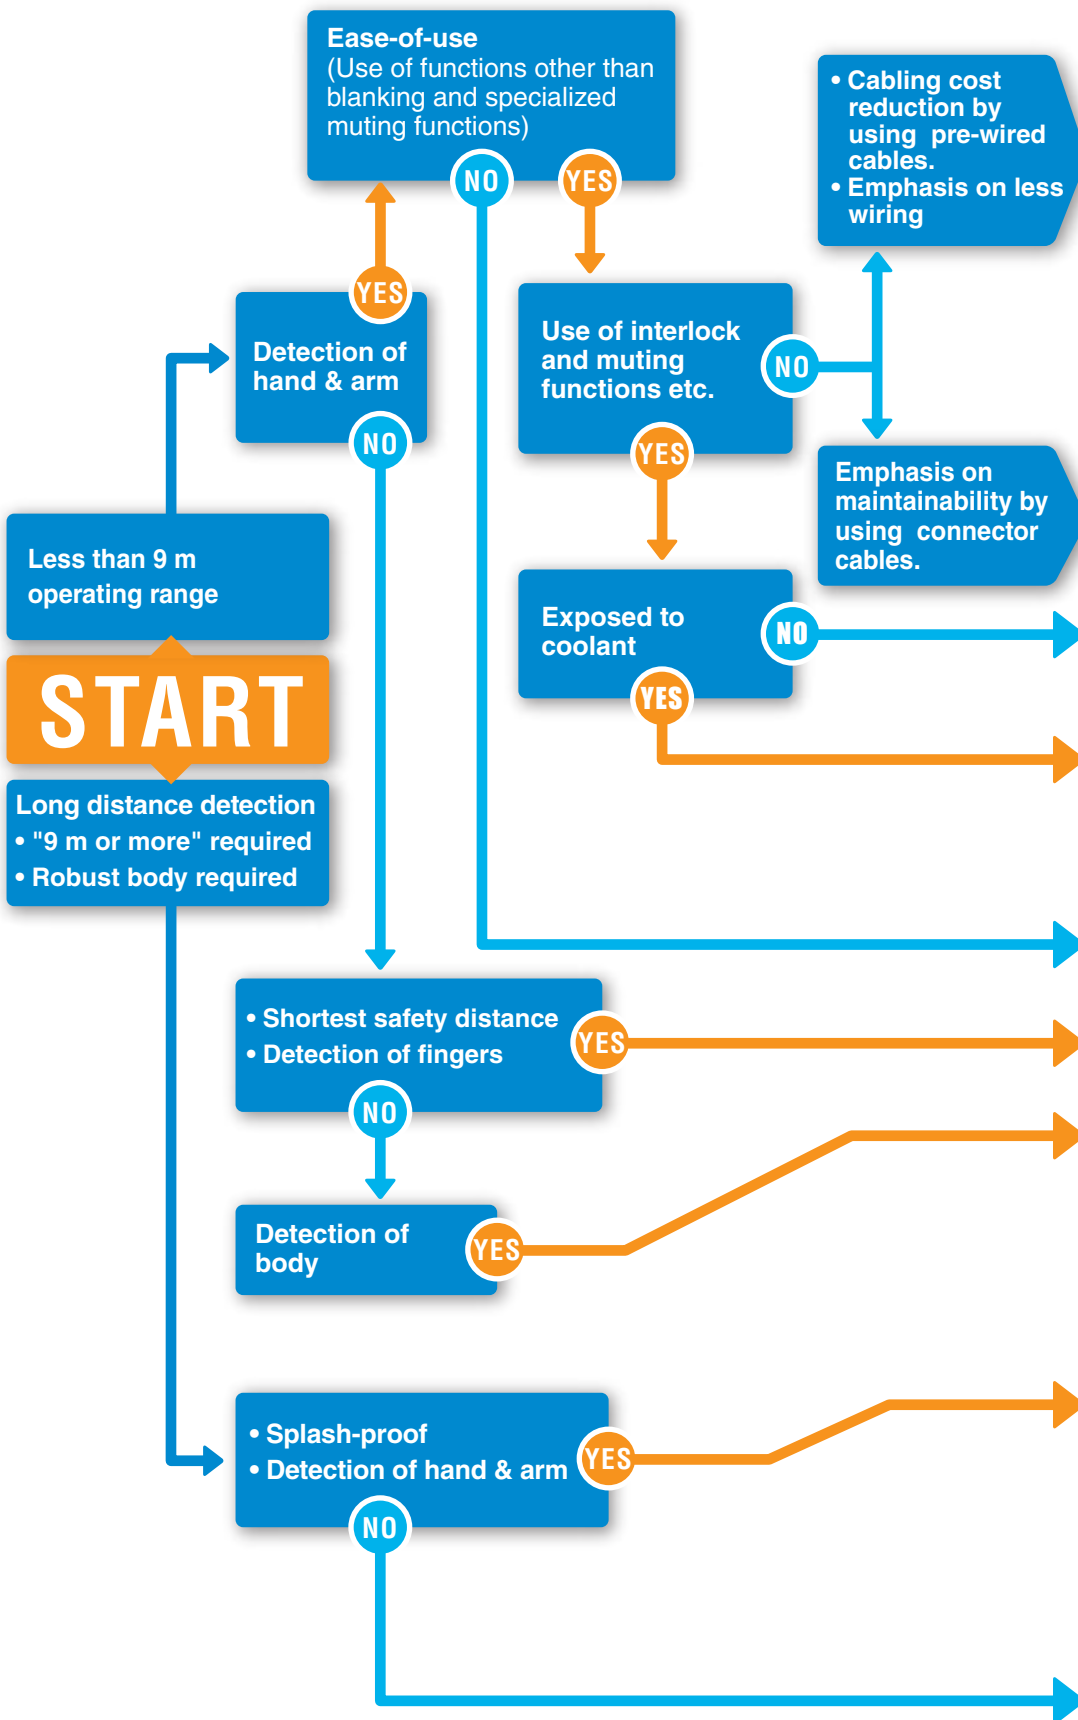 Ease-of-use
(Use of functions other than
blanking and specialized
muting functions)
NO
YES
• Cabling cost
reduction by
using pre-wired
cables.
• Emphasis on less
wiring
YES
Detection of
hand & arm
NO
Use of interlock
and muting
functions etc.
NO
YES
Emphasis on
maintainability by
using connector
cables.
Less than 9 m
operating range
Exposed to
coolant
NO
YES
START
Long distance detection
• "9 m or more" required
• Robust body required
• Shortest safety distance
• Detection of fingers
YES
NO
Detection of
body
YES
• Splash-proof
• Detection of hand & arm
YES
NO